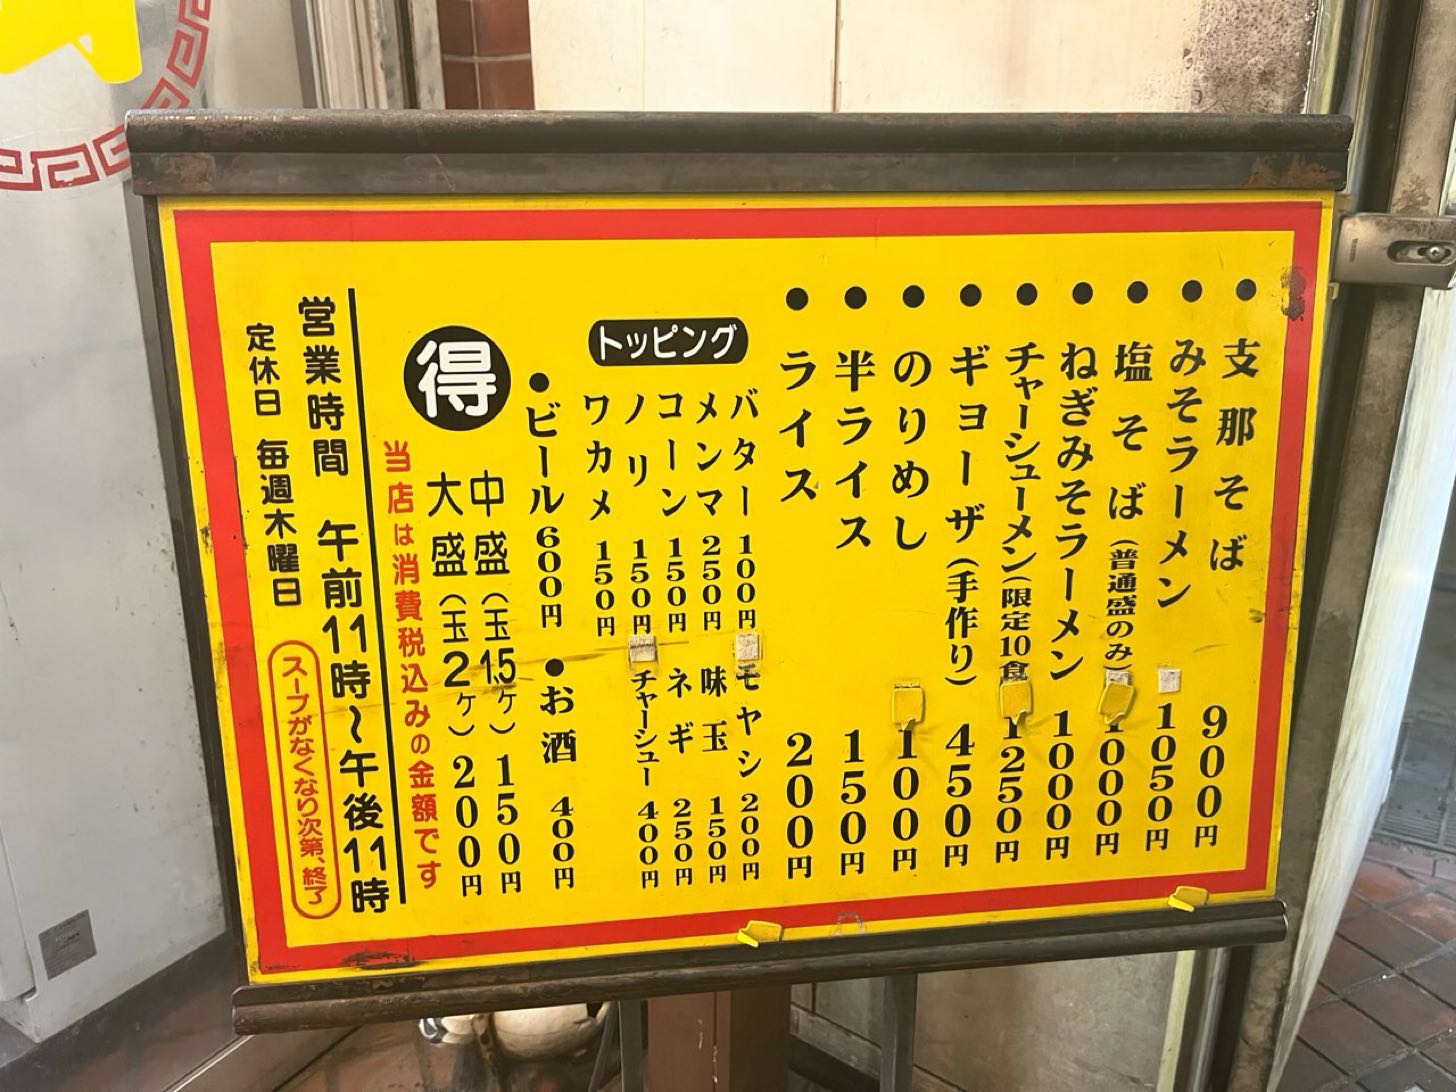 ●支那そば 900円
●みそラーメン 1050円
●塩そば(普通盛のみ) 1000円
●ねぎみそラーメン 1000円
●チャーシューメン(限定10食) 1250円
●ギョーザ(手作り) 450円
●のりめし 100円
●半ライス 150円
●ライス 200円
トッピング
バター 100円 モヤシ 200円
メンマ 250円 味玉 150円
コーン 150円 ネギ 250円
ノリ 150円 チャーシュー 400円
ワカメ 150円
●ビール 600円 ●お酒 400円
得
中盛(玉1.5ヶ) 150円
大盛(玉2ヶ) 200円
当店は消費税込みの金額です
営業時間 午前11時〜午後11時
定休日 毎週木曜日
スープがなくなり次第、終了